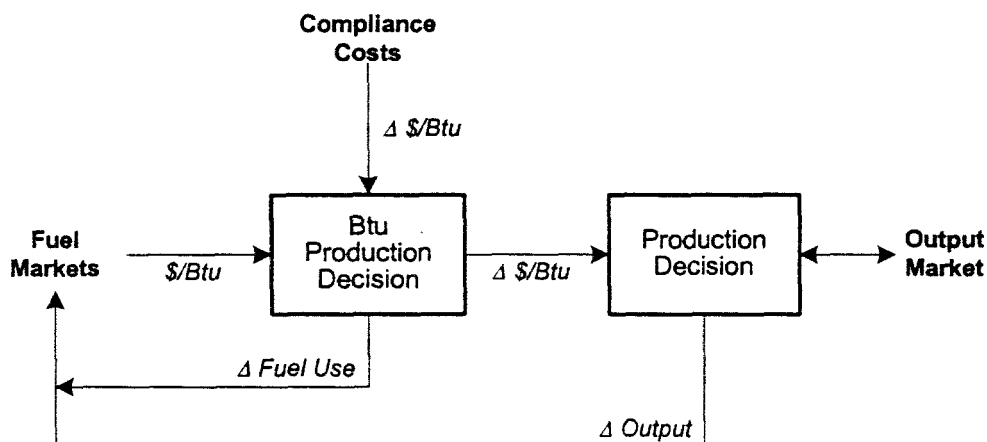 Compliance
Costs
Δ $/Btu
Fuel
Markets
$/Btu
Btu
Production
Decision
Δ $/Btu
Production
Decision
Output
Market
Δ Fuel Use
Δ Output